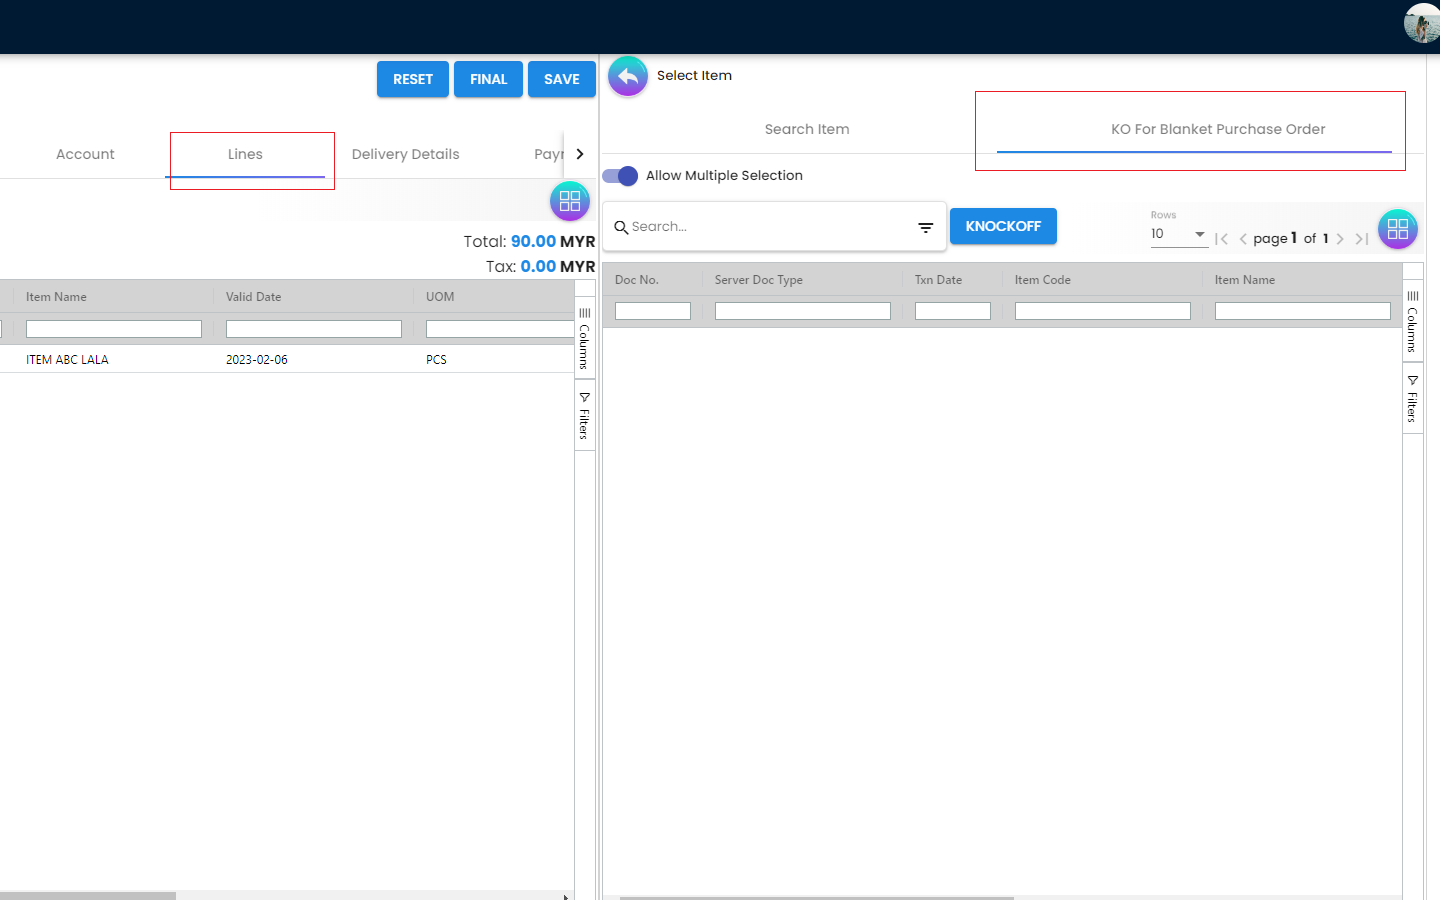 RESET FINAL SAVE
Account Lines Delivery Details
Total: 90.00 MYR
Tax: 0.00 MYR
Item Name Valid Date UOM
ITEM ABC LALA 2023-02-06 PCS
Columns
Filters
Select Item
Search Item KO For Blanket Purchase Order
Allow Multiple Selection
Search... KNOCKOFF
Rows
10 page 1 of 1
Doc No. Server Doc Type Txn Date Item Code Item Name
Columns
Filters